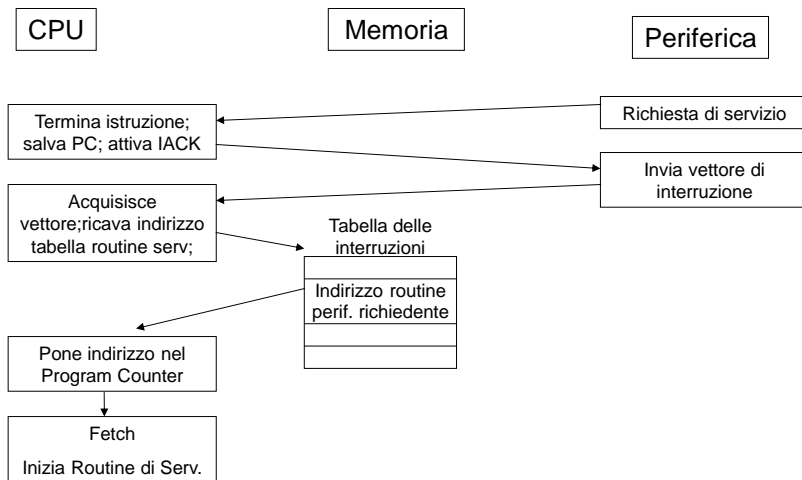 CPU
Memoria
Periferica
Termina istruzione;
salva PC; attiva IACK
Richiesta di servizio
Invia vettore di
interruzione
Acquisisce
vettore;ricava indirizzo
tabella routine serv;
Tabella delle
interruzioni
Indirizzo routine
perif. richiedente
Pone indirizzo nel
Program Counter
Fetch
Inizia Routine di Serv.